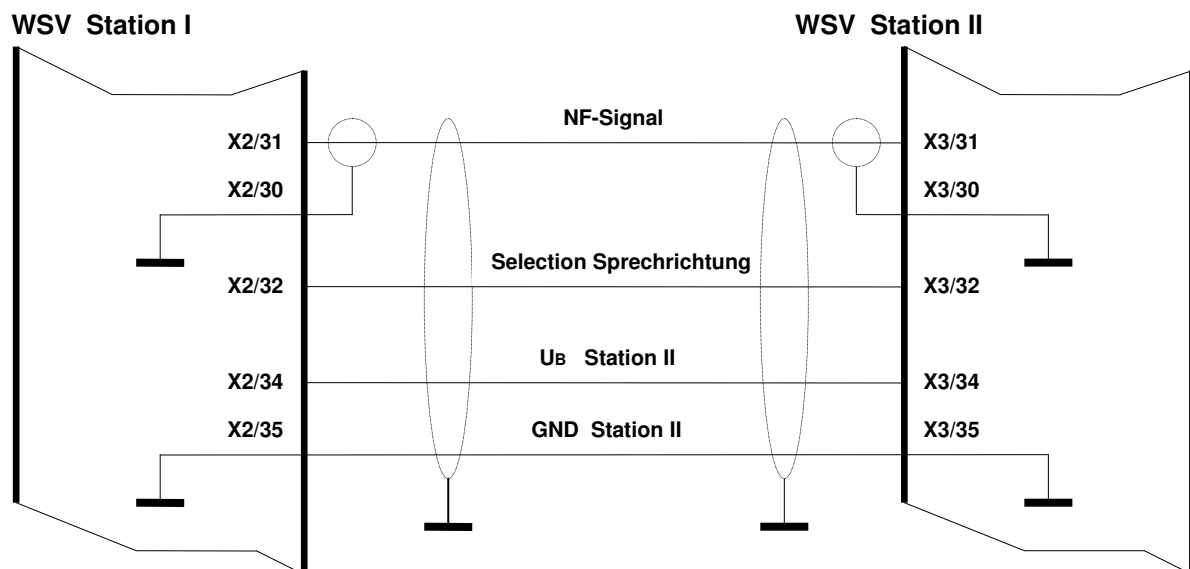 WSV Station I
WSV Station II
NF-Signal
X2/31
X3/31
X2/30
X3/30
Selection Sprechrichtung
X2/32
X3/32
UB Station II
X2/34
X3/34
X2/35
GND Station II
X3/35